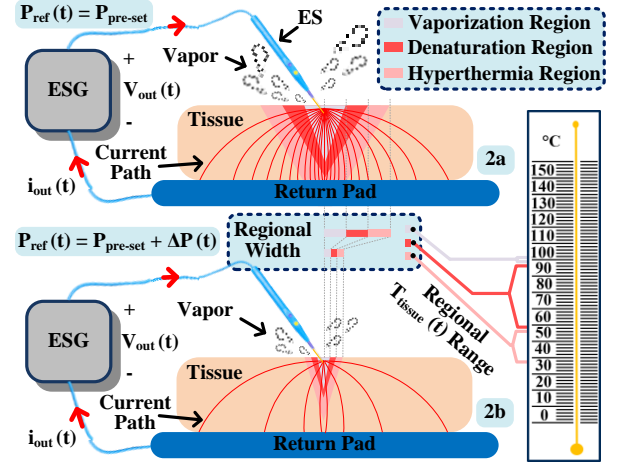 P_ref (t) = P_pre-set
ES
Vapor
Vaporization Region
Denaturation Region
Hyperthermia Region
ESG
+
V_out (t)
-
Tissue
Current
Path
i_out (t)
2a
Return Pad
°C
150
140
130
120
110
100
90
80
70
60
50
40
30
20
10
0
P_ref (t) = P_pre-set + ΔP (t)
Regional
Width
Regional
T_tissue (t) Range
Vapor
ESG
+
V_out (t)
-
Tissue
Current
Path
i_out (t)
2b
Return Pad